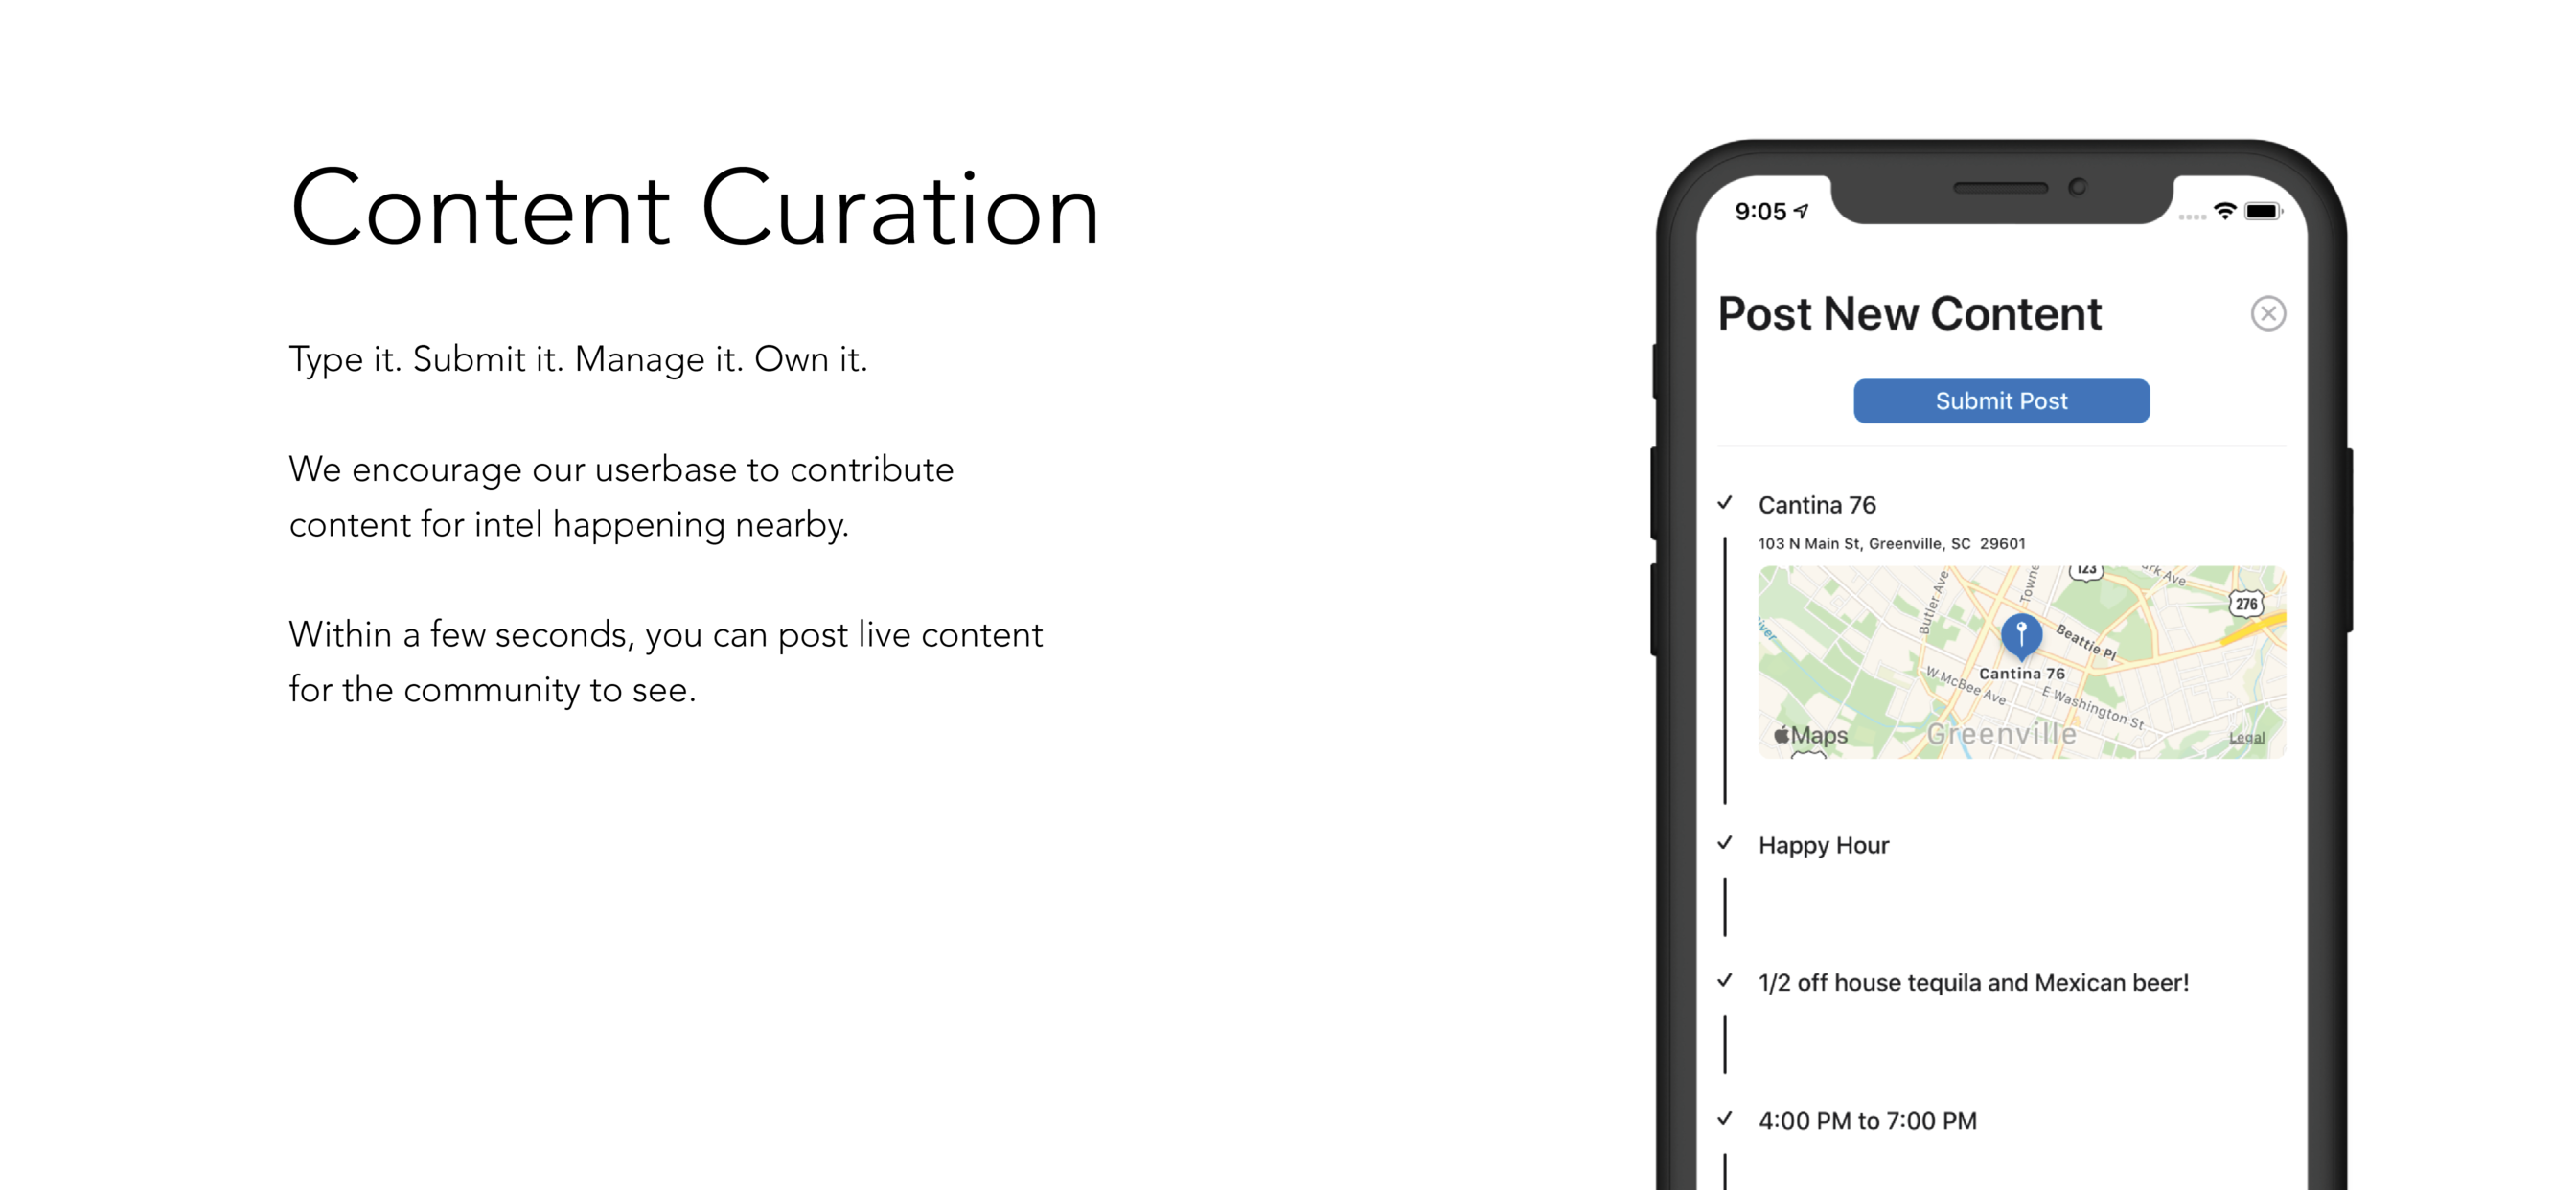 Content Curation
Type it. Submit it. Manage it. Own it.
We encourage our userbase to contribute
content for intel happening nearby.
Within a few seconds, you can post live content
for the community to see.
9:05
Post New Content
Submit Post
Cantina 76
103 N Main St, Greenville, SC 29601
123
Butler Ave
Towne
276
Beattie Pl
Cantina 76
W McBee Ave
E Washington St
Maps
Greenville
Legal
Happy Hour
1/2 off house tequila and Mexican beer!
4:00 PM to 7:00 PM